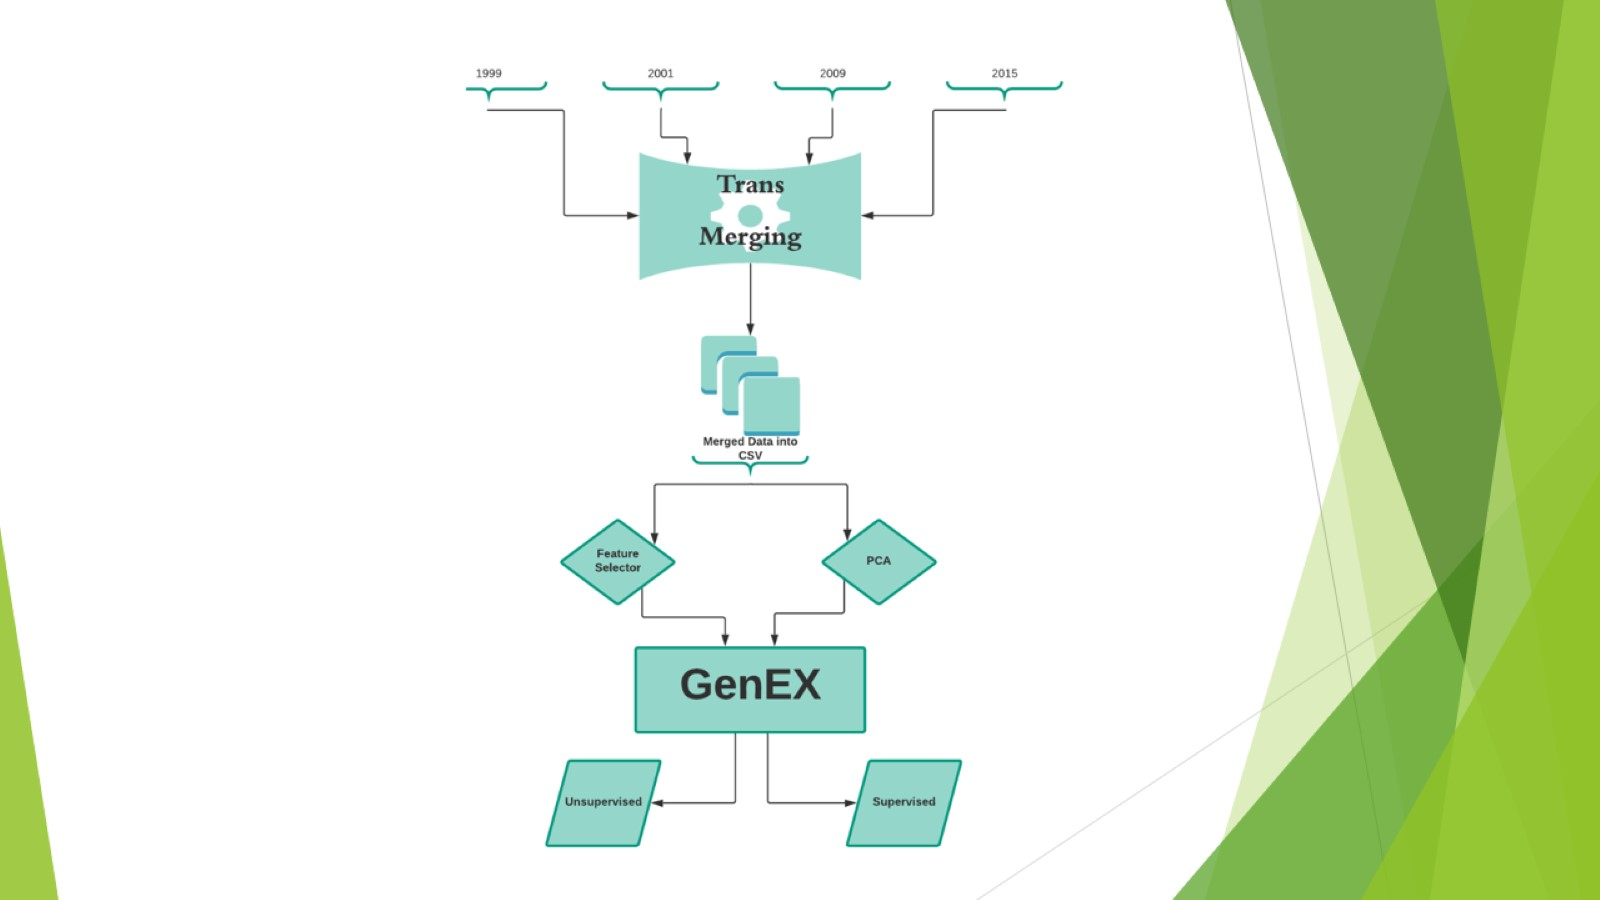 1999
2001
2009
2015
Trans
Merging
Merged Data into
CSV
Feature
Selector
PCA
GenEX
Unsupervised
Supervised